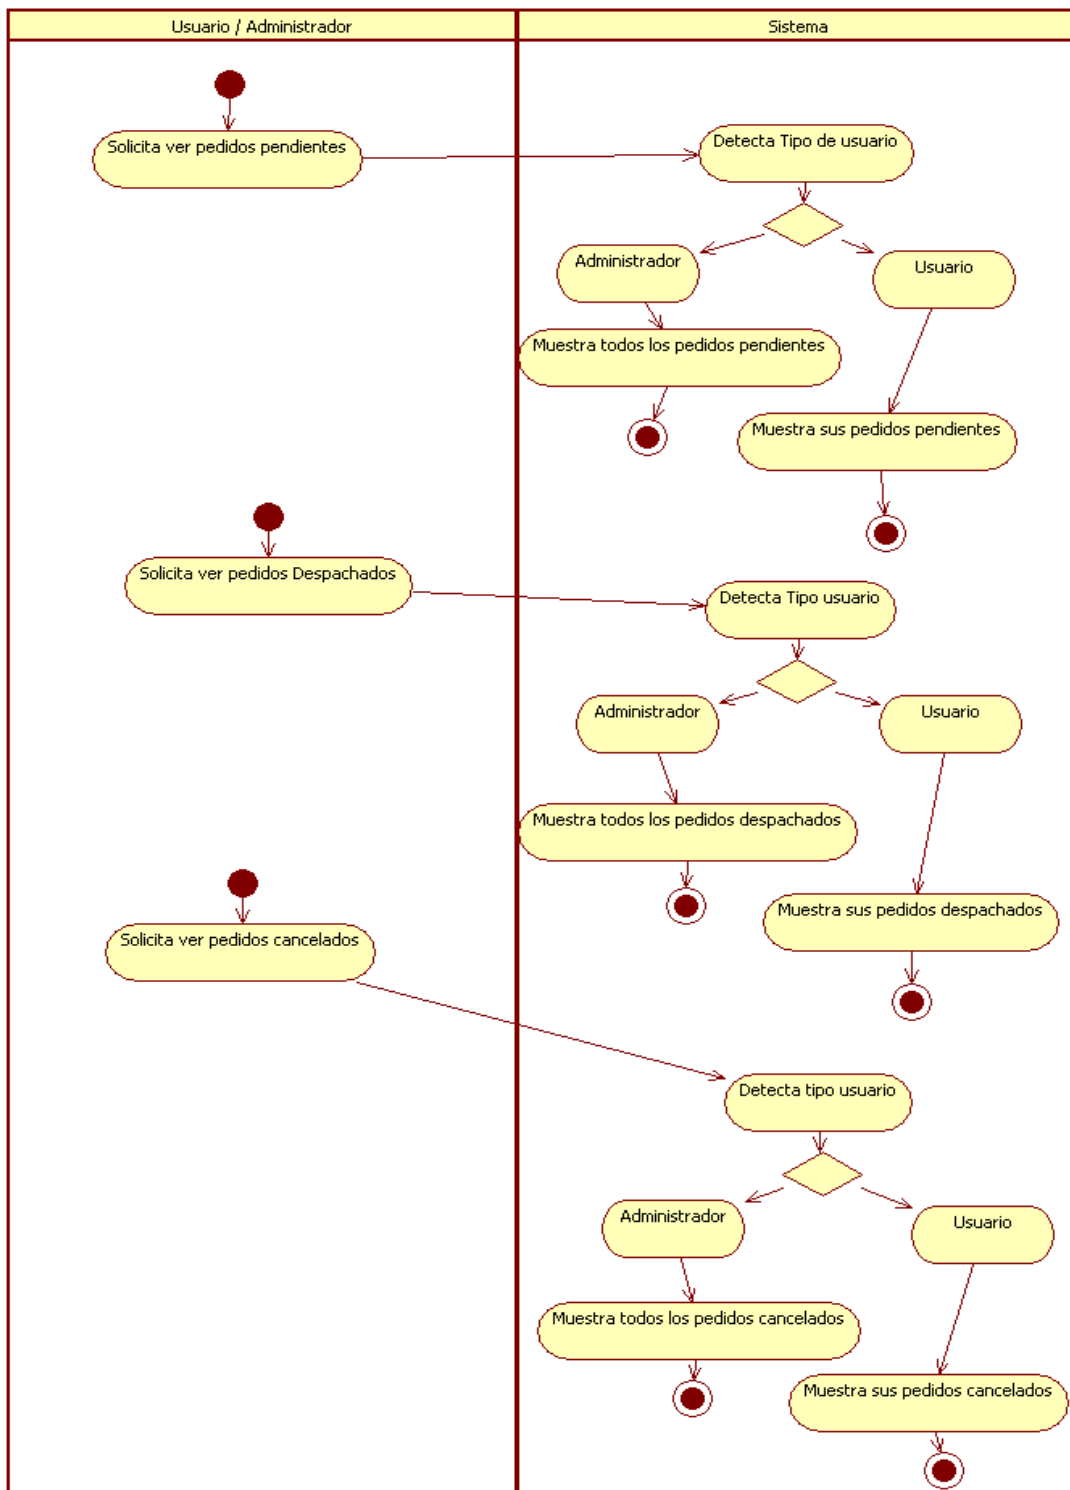 Usuario / Administrador
Sistema
Solicita ver pedidos pendientes
Detecta Tipo de usuario
Administrador
Usuario
Muestra todos los pedidos pendientes
Muestra sus pedidos pendientes
Solicita ver pedidos Despachados
Detecta Tipo usuario
Administrador
Usuario
Muestra todos los pedidos despachados
Muestra sus pedidos despachados
Solicita ver pedidos cancelados
Detecta tipo usuario
Administrador
Usuario
Muestra todos los pedidos cancelados
Muestra sus pedidos cancelados